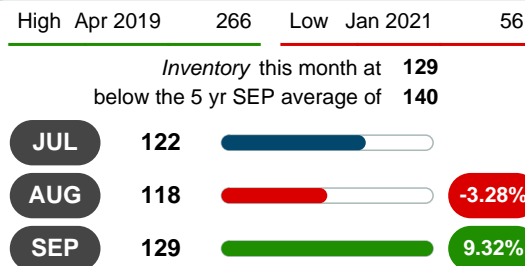 High Apr 2019 266 Low Jan 2021 56
Inventory this month at 129
below the 5 yr SEP average of 140
JUL 122
AUG 118 -3.28%
SEP 129 9.32%